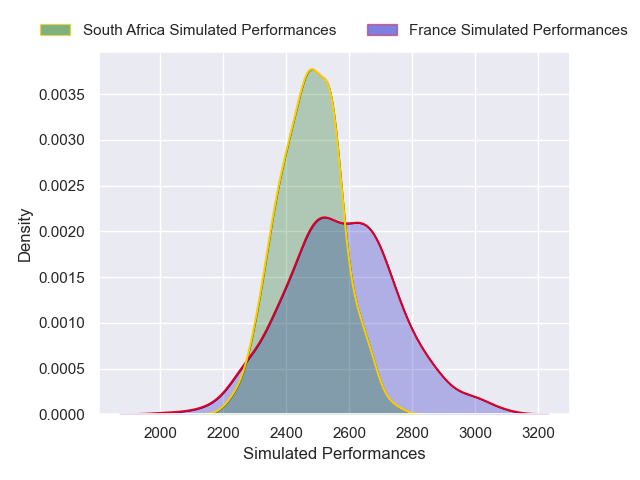 South Africa Simulated Performances France Simulated Performances
0.0035
0.0030
0.0025
0.0020
0.0015
0.0010
0.0005
0.0000
Density
2000 2200 2400 2600 2800 3000 3200
Simulated Performances